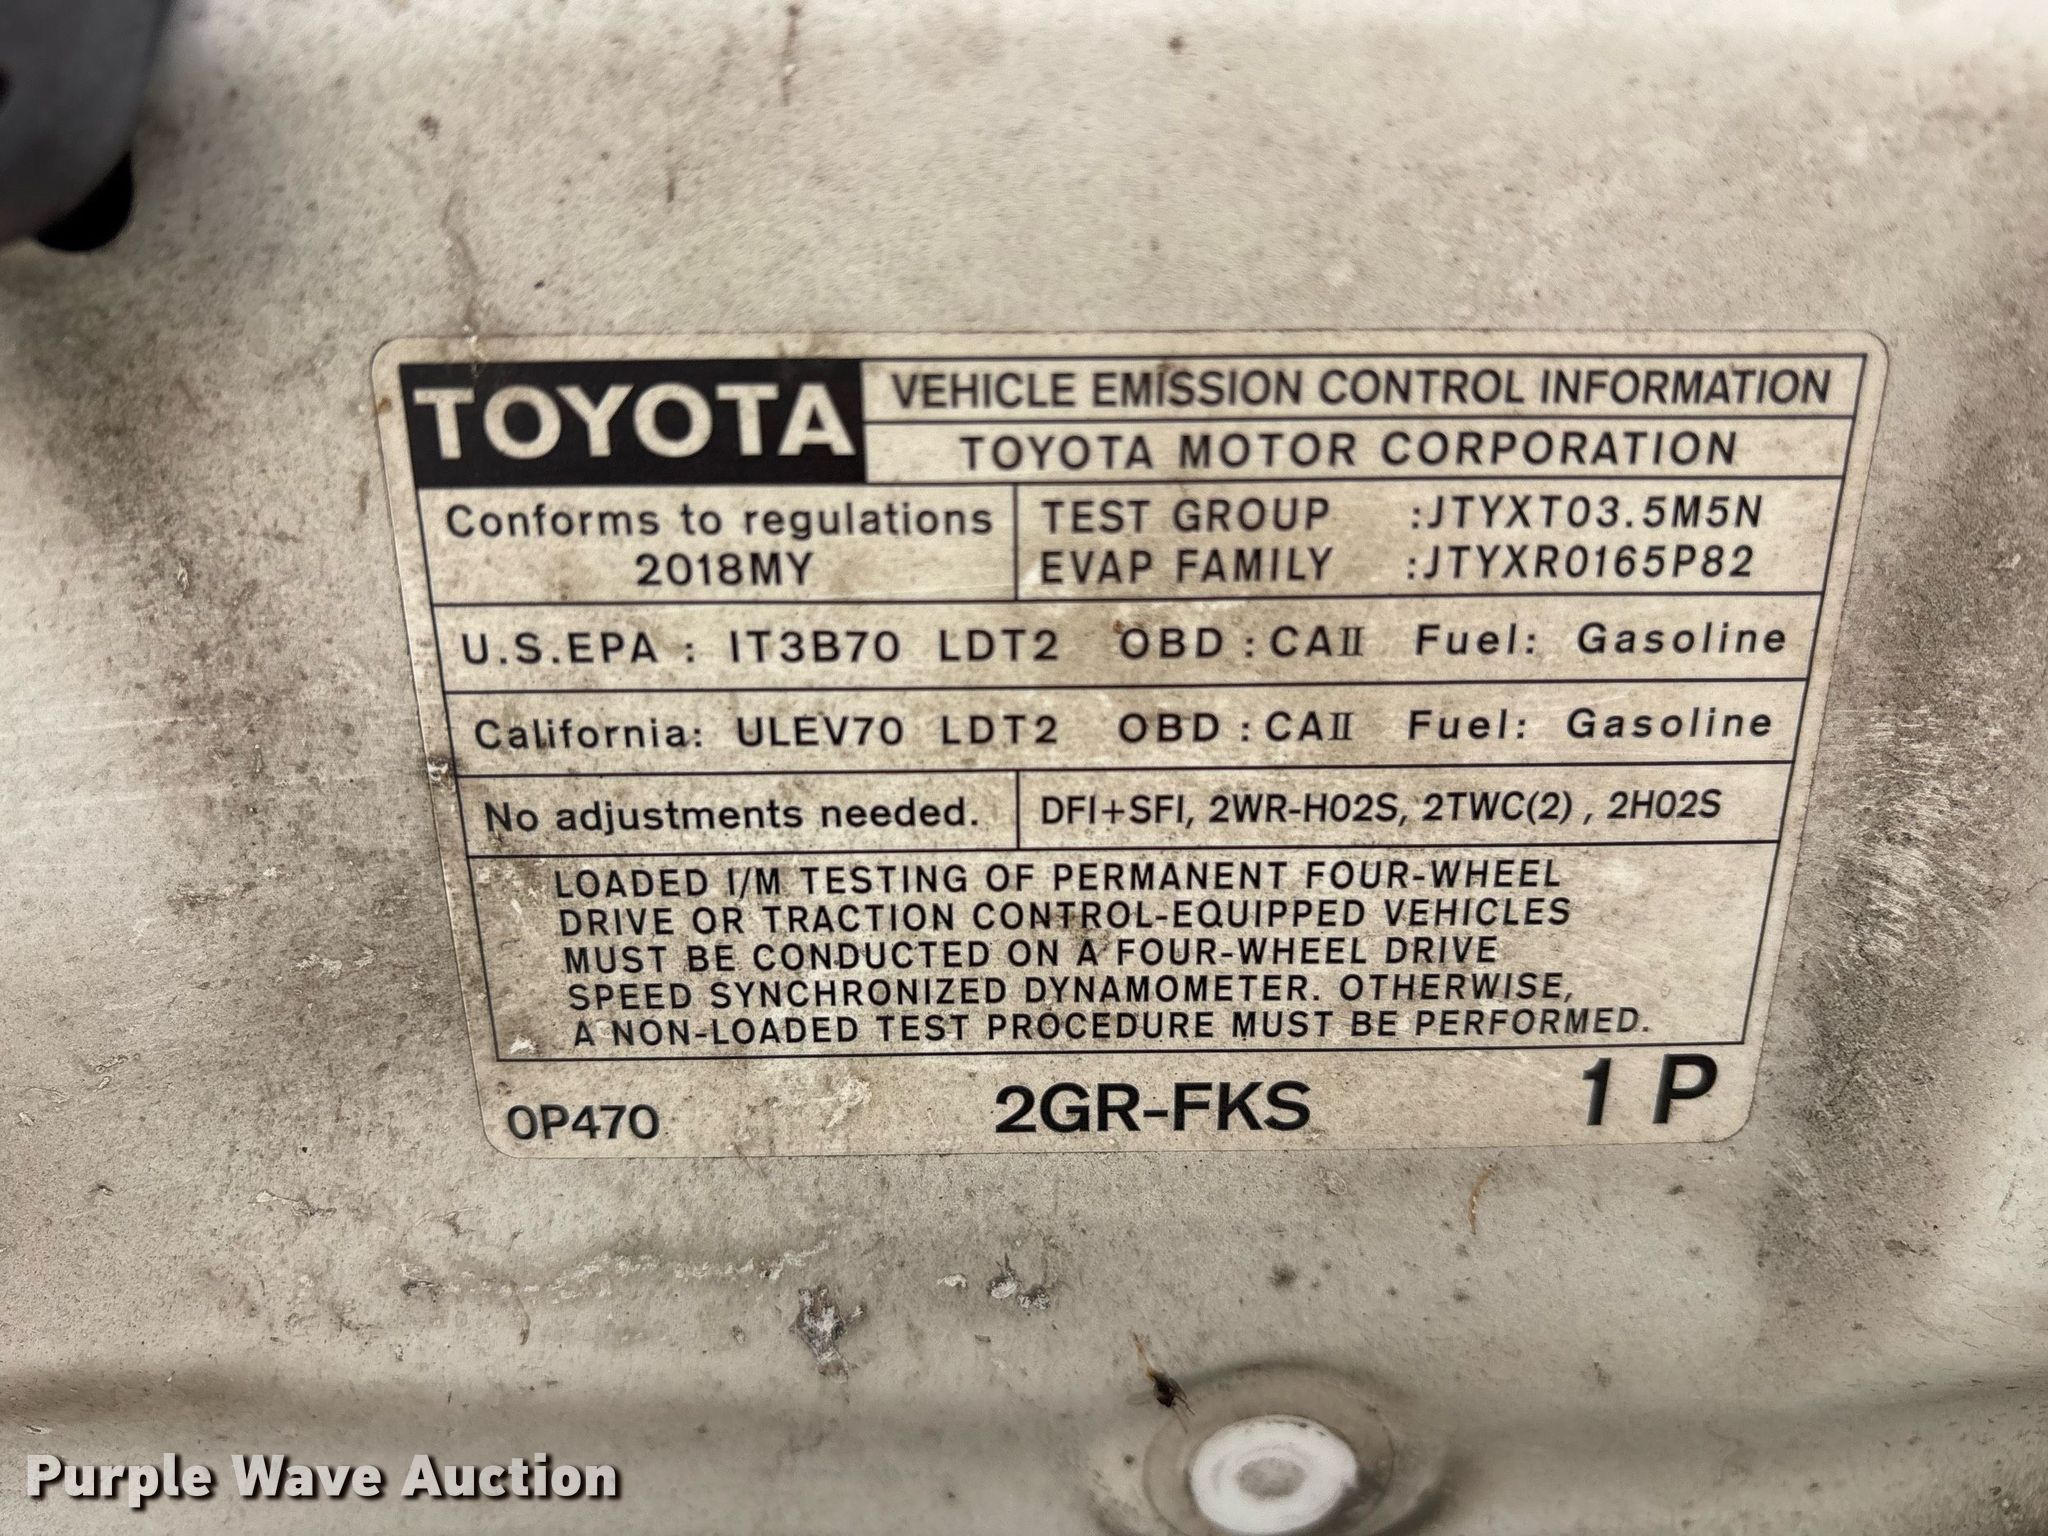 TOYOTA
VEHICLE EMISSION CONTROL INFORMATION
TOYOTA MOTOR CORPORATION
Conforms to regulations
2018MY
TEST GROUP :JTYXT03.5M5N
EVAP FAMILY :JTYXR0165P82
U.S.EPA : IT3B70 LDT2 OBD : CAII Fuel: Gasoline
California: ULEV70 LDT2 OBD : CAII Fuel: Gasoline
No adjustments needed.
DFI+SFI, 2WR-HO2S, 2TWC(2) , 2HO2S
LOADED I/M TESTING OF PERMANENT FOUR-WHEEL
DRIVE OR TRACTION CONTROL-EQUIPPED VEHICLES
MUST BE CONDUCTED ON A FOUR-WHEEL DRIVE
SPEED SYNCHRONIZED DYNAMOMETER. OTHERWISE,
A NON-LOADED TEST PROCEDURE MUST BE PERFORMED.
0P470 2GR-FKS 1 P
Purple Wave Auction